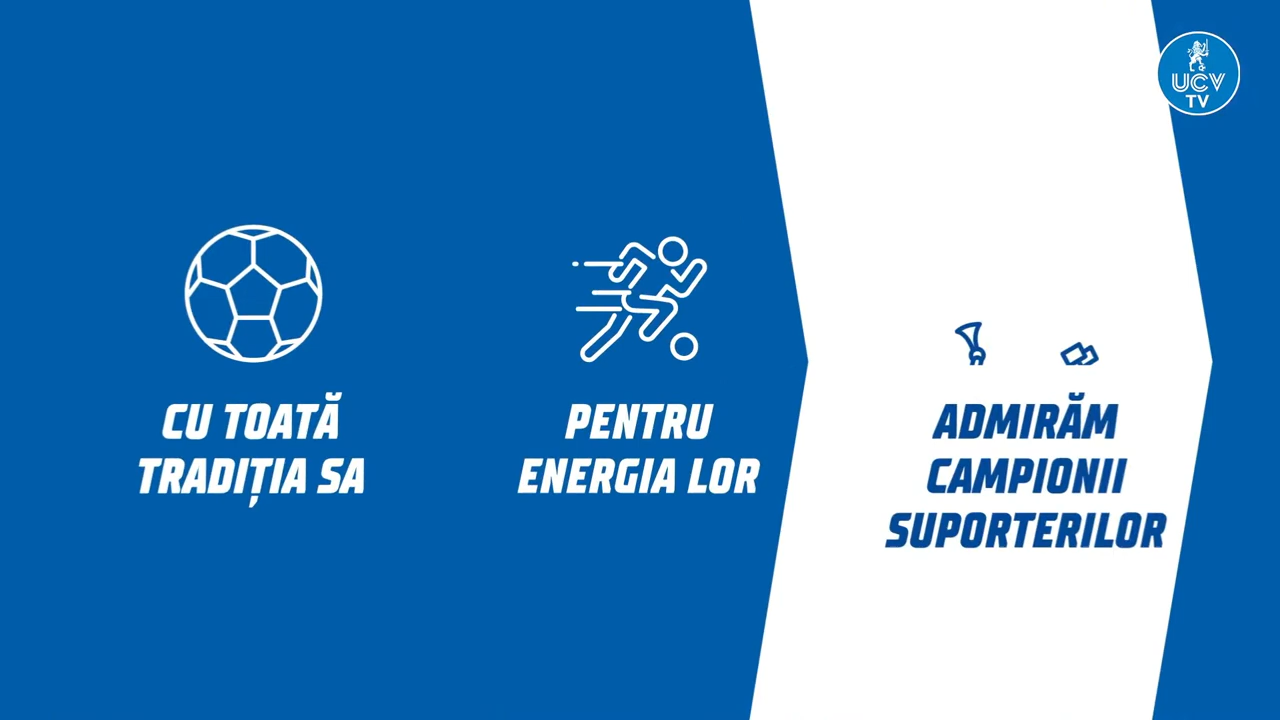 UCV
TV
CU TOATĂ
TRADIȚIA SA
PENTRU
ENERGIA LOR
ADMIRĂM
CAMPIONII
SUPORTERILOR